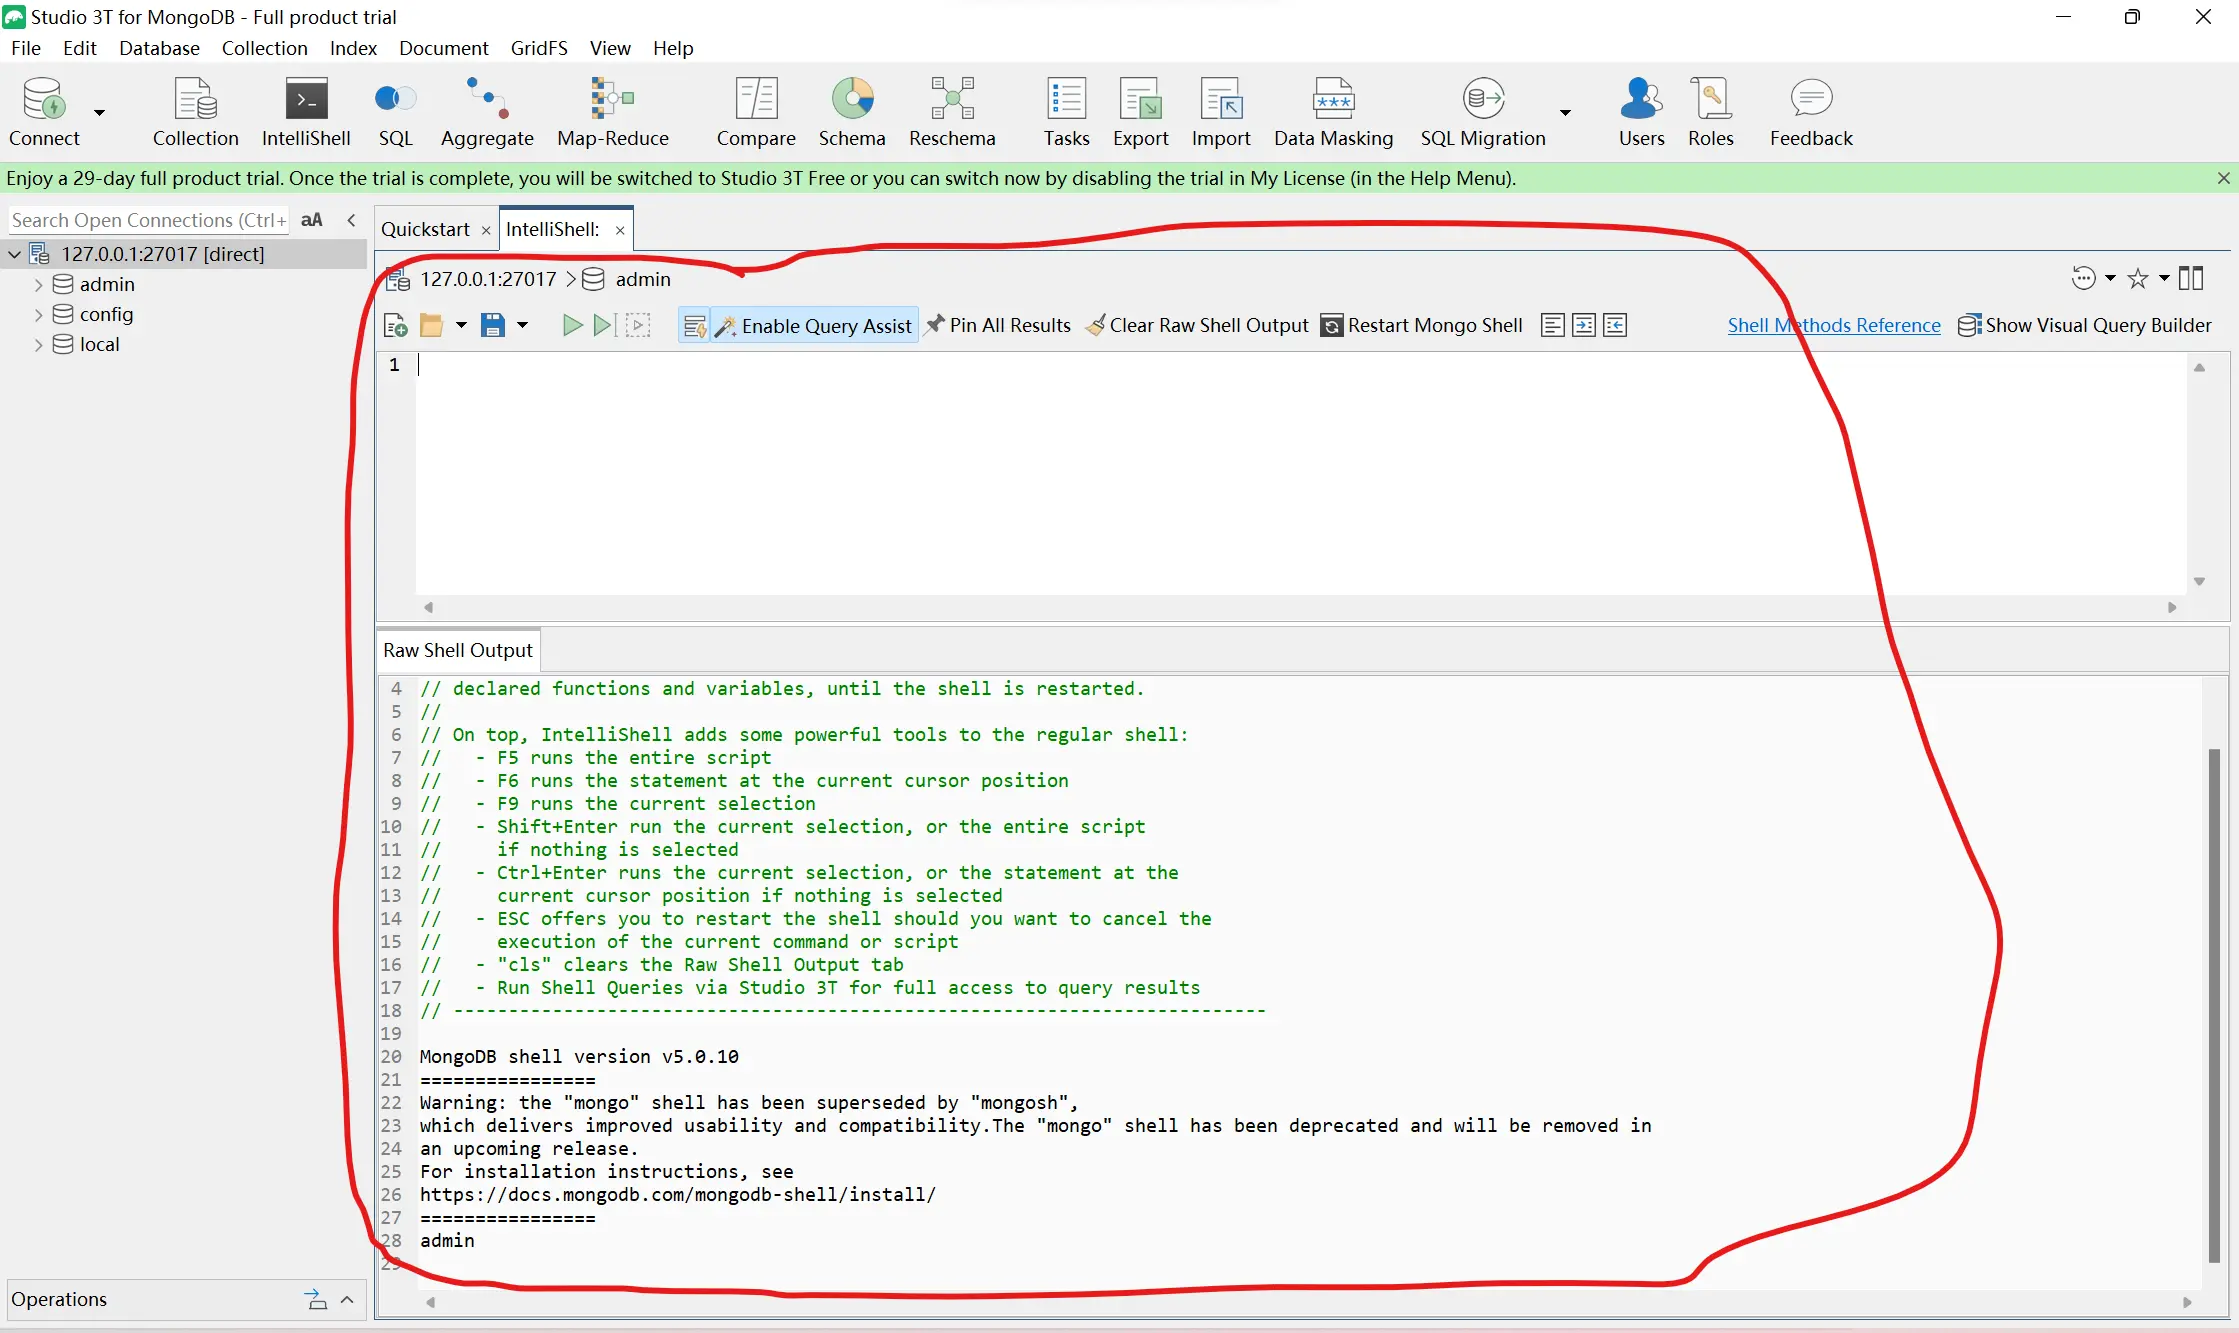 Studio 3T for MongoDB - Full product trial
File Edit Database Collection Index Document GridFS View Help
Connect Collection IntelliShell SQL Aggregate Map-Reduce Compare Schema Reschema Tasks Export Import Data Masking SQL Migration Users Roles Feedback
Enjoy a 29-day full product trial. Once the trial is complete, you will be switched to Studio 3T Free or you can switch now by disabling the trial in My License (in the Help Menu).
Search Open Connections (Ctrl+ aA
Quickstart IntelliShell:
127.0.0.1:27017 [direct]
admin
config
local
127.0.0.1:27017 > admin
Enable Query Assist Pin All Results Clear Raw Shell Output Restart Mongo Shell Shell Methods Reference Show Visual Query Builder
1
Raw Shell Output
4 // declared functions and variables, until the shell is restarted.
5 //
6 // On top, IntelliShell adds some powerful tools to the regular shell:
7 //   - F5 runs the entire script
8 //   - F6 runs the statement at the current cursor position
9 //   - F9 runs the current selection
10 //   - Shift+Enter run the current selection, or the entire script
11 //     if nothing is selected
12 //   - Ctrl+Enter runs the current selection, or the statement at the
13 //     current cursor position if nothing is selected
14 //   - ESC offers you to restart the shell should you want to cancel the
15 //     execution of the current command or script
16 //   - "cls" clears the Raw Shell Output tab
17 //   - Run Shell Queries via Studio 3T for full access to query results
18 // --------------------------------------------------------------------------
19
20 MongoDB shell version v5.0.10
21 ================
22 Warning: the "mongo" shell has been superseded by "mongosh",
23 which delivers improved usability and compatibility.The "mongo" shell has been deprecated and will be removed in
24 an upcoming release.
25 For installation instructions, see
26 https://docs.mongodb.com/mongodb-shell/install/
27 ================
28 admin
29
Operations